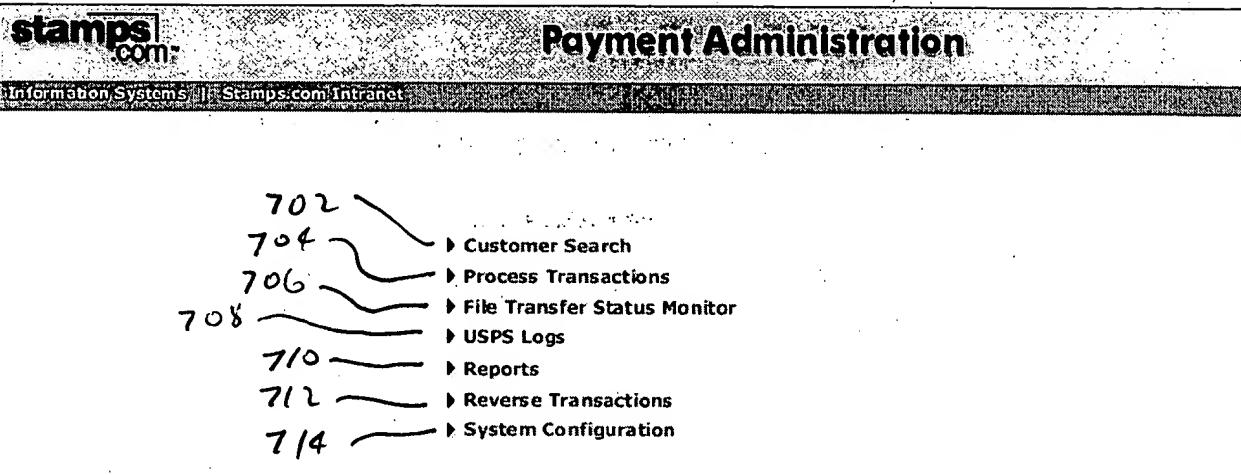 stamps.com™ Payment Administration
Information Systems || Stamps.com Intranet
702 Customer Search
704 Process Transactions
706 File Transfer Status Monitor
708 USPS Logs
710 Reports
712 Reverse Transactions
714 System Configuration